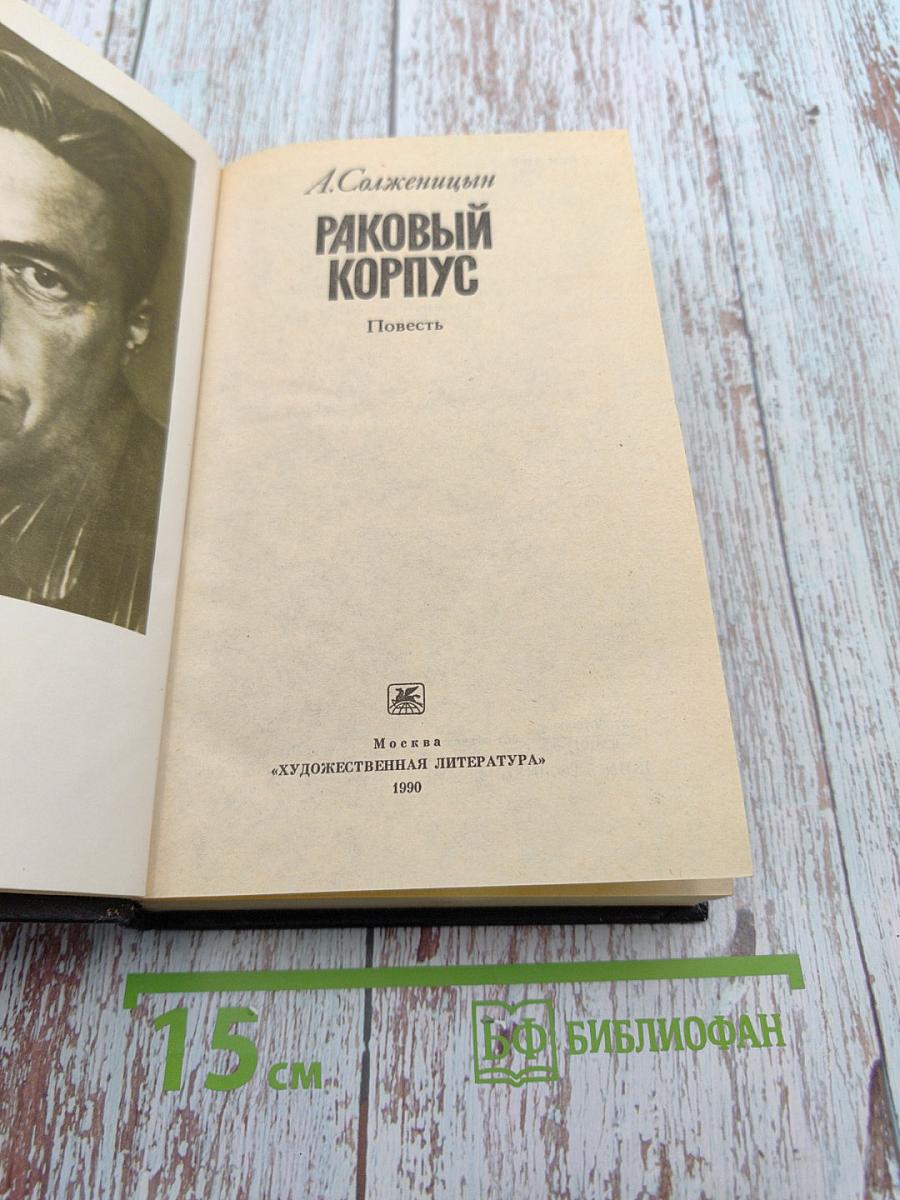 А. Солженицын
РАКОВЫЙ
КОРПУС
Повесть
Москва
«ХУДОЖЕСТВЕННАЯ ЛИТЕРАТУРА»
1990
15 см
БФ БИБЛИОФАН